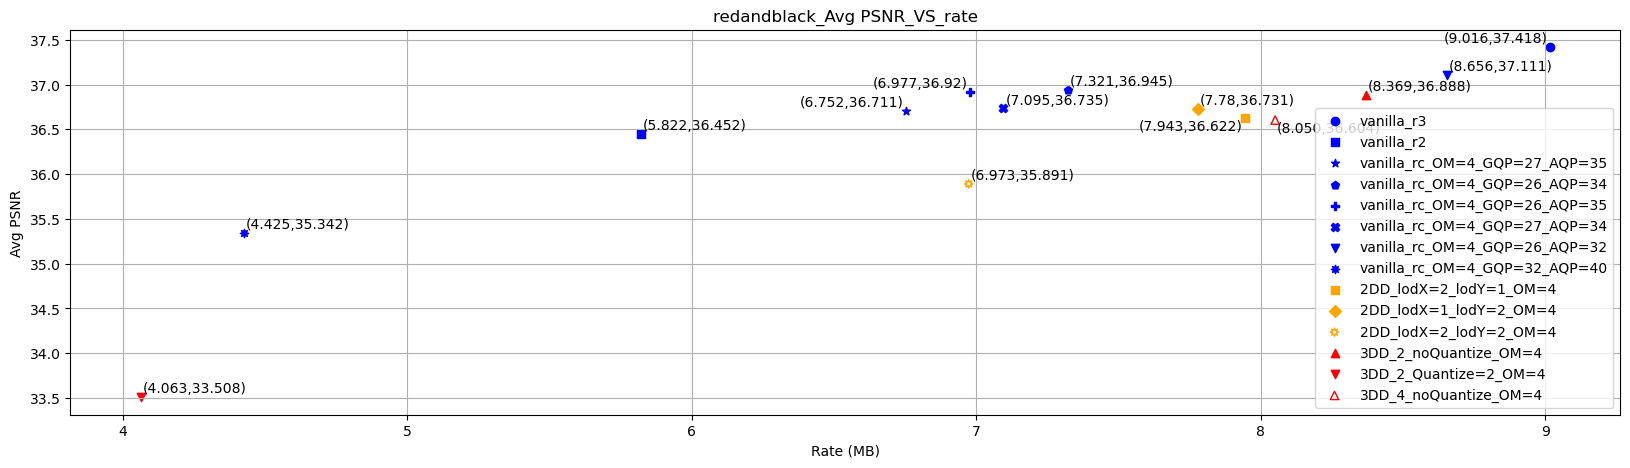 redandblack_Avg PSNR_VS_rate
37.5
37.0
36.5
36.0
35.5
35.0
34.5
34.0
33.5
Avg PSNR
(9.016,37.418)
(8.656,37.111)
(8.369,36.888)
(6.977,36.92)
(7.321,36.945)
(6.752,36.711)
(7.095,36.735)
(7.78,36.731)
(5.822,36.452)
(7.943,36.622)
(8.050,36.604)
(6.973,35.891)
(4.425,35.342)
(4.063,33.508)
vanilla_r3
vanilla_r2
vanilla_rc_OM=4_GQP=27_AQP=35
vanilla_rc_OM=4_GQP=26_AQP=34
vanilla_rc_OM=4_GQP=26_AQP=35
vanilla_rc_OM=4_GQP=27_AQP=34
vanilla_rc_OM=4_GQP=26_AQP=32
vanilla_rc_OM=4_GQP=32_AQP=40
2DD_lodX=2_lodY=1_OM=4
2DD_lodX=1_lodY=2_OM=4
2DD_lodX=2_lodY=2_OM=4
3DD_2_noQuantize_OM=4
3DD_2_Quantize=2_OM=4
3DD_4_noQuantize_OM=4
4
5
6
7
8
9
Rate (MB)